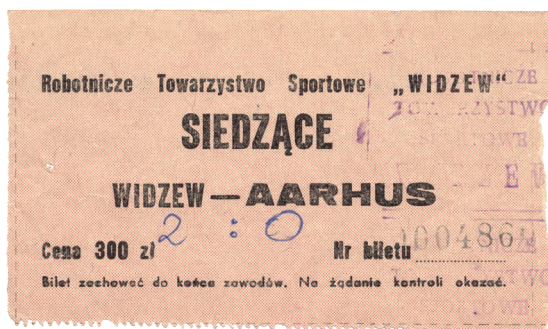 Robotnicze Towarzystwo Sportowe „WIDZEW"
SIEDZĄCE
WIDZEW — AARHUS
2 : 0
Cena 300 zł Nr biletu 004860
Bilet zachować do końca zawodów. Na żądanie kontroli okazać.